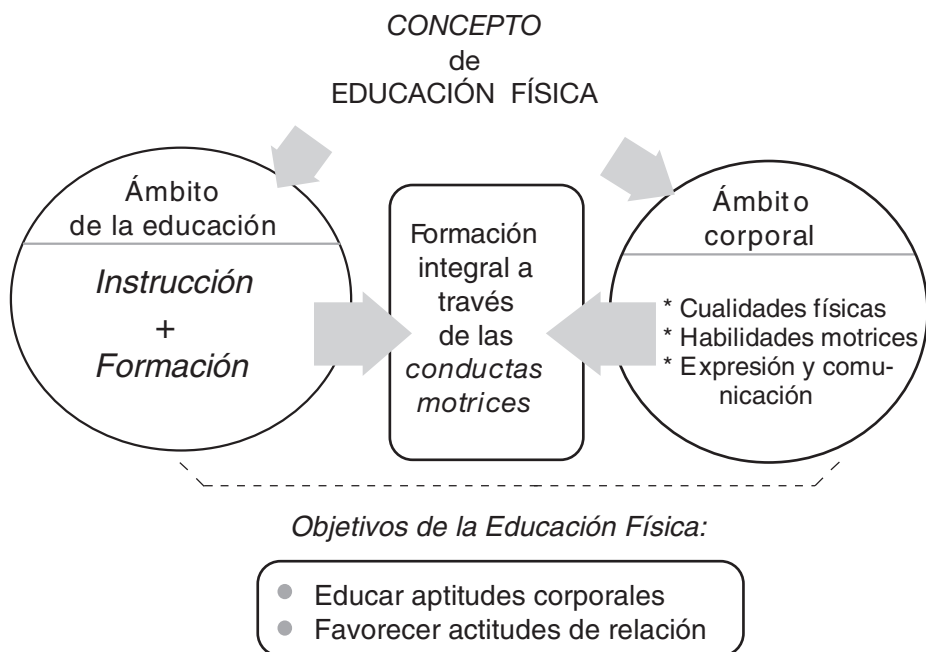 CONCEPTO
de
EDUCACIÓN FÍSICA
Ámbito
de la educación
Instrucción
+
Formación
Formación
integral a
través
de las
conductas
motrices
Ámbito
corporal
* Cualidades físicas
* Habilidades motrices
* Expresión y comu-
nicación
Objetivos de la Educación Física:
Educar aptitudes corporales
Favorecer actitudes de relación